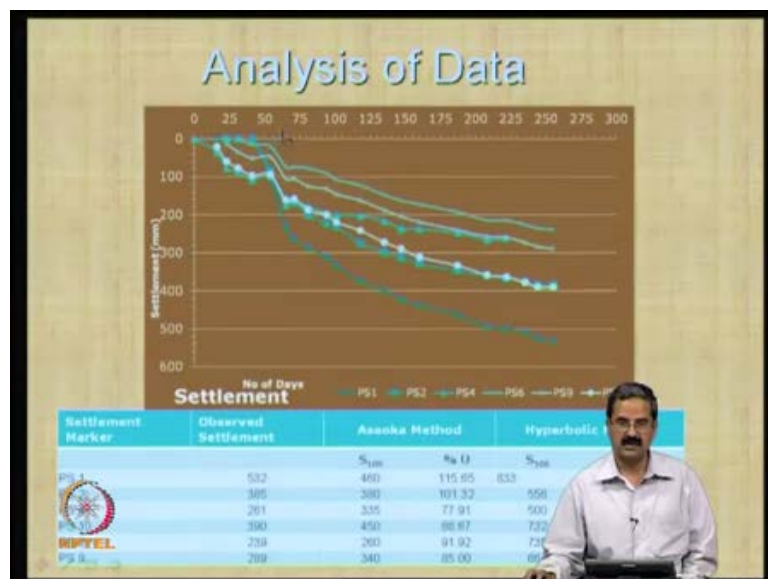 Analysis of Data
0 25 50 75 100 125 150 175 200 225 250 275 300
0
100
200
300
400
500
600
Settlement (mm)
No of Days
Settlement
PS1 PS2 PS4 PS6 PS9
Settlement Marker Observed Settlement Asaoka Method Hyperbolic
S100 % U S100
PS 1 532 460 115.65 833
385 380 101.32 556
261 335 77.91 500
390 450 86.67 732
239 260 91.92
PS 9 289 340 85.00
NPTEL